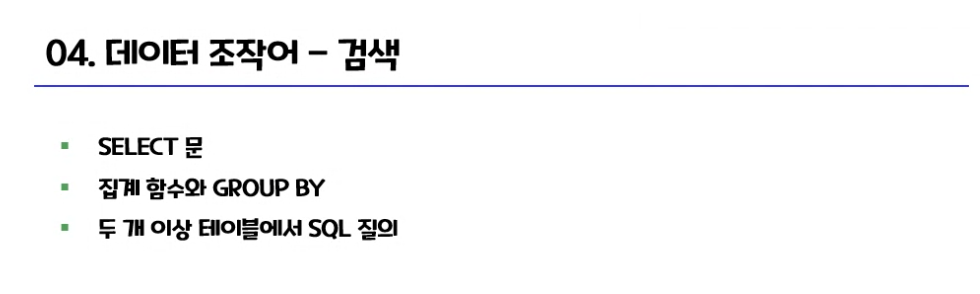 04. 데이터 조작어 – 검색
▪ SELECT 문
▪ 집계 함수와 GROUP BY
▪ 두 개 이상 테이블에서 SQL 질의